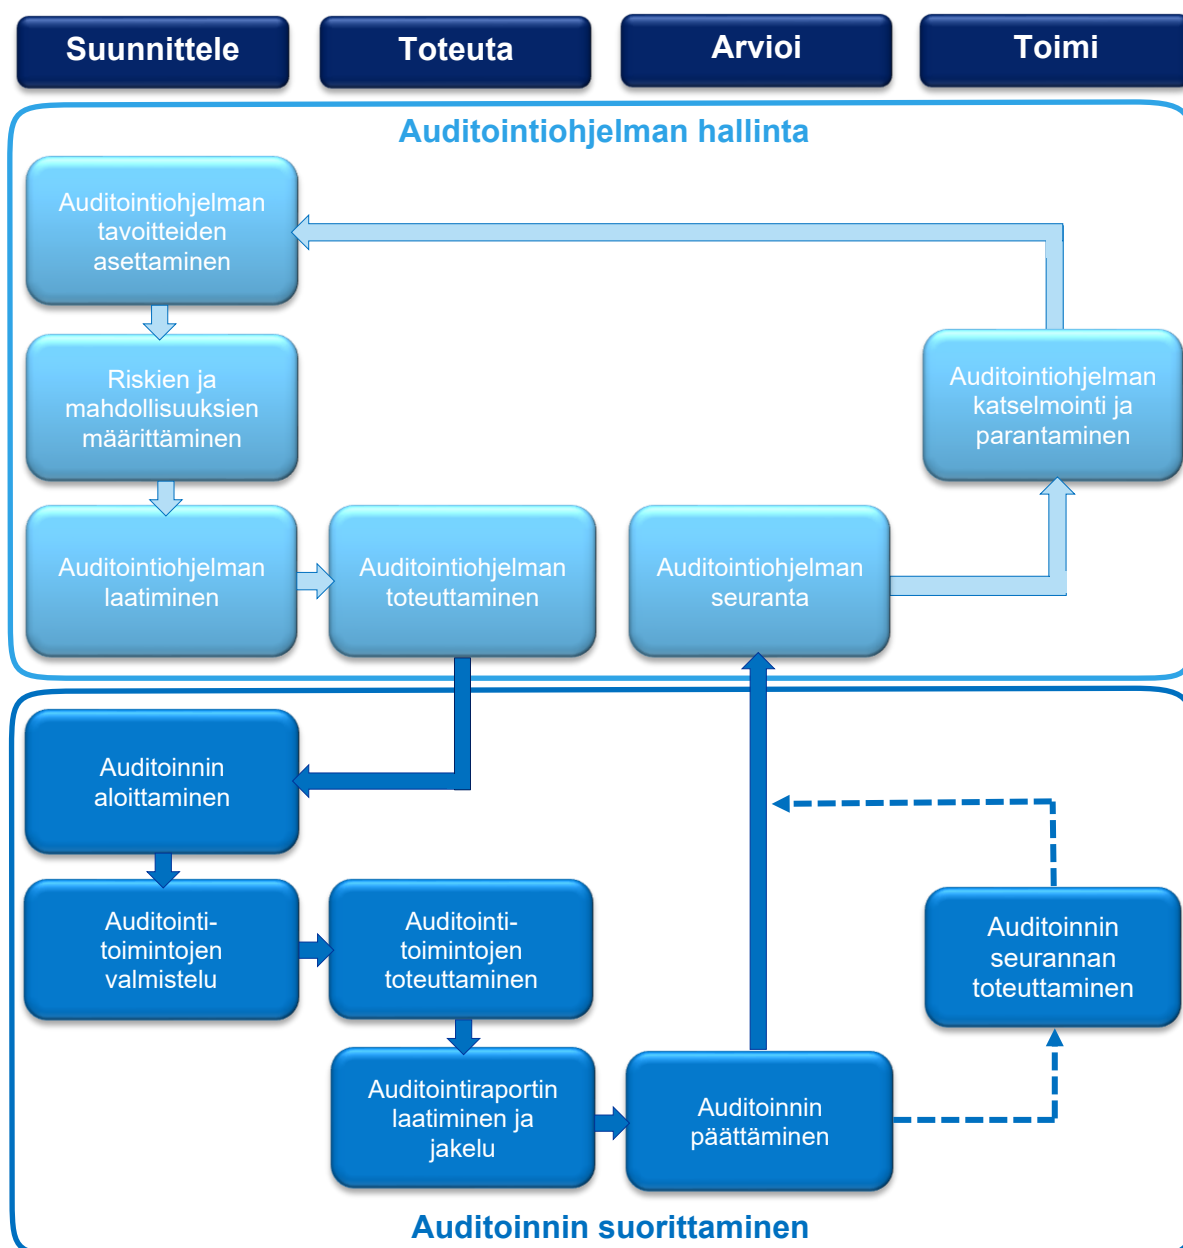 Suunnittele
Toteuta
Arvioi
Toimi
Auditointiohjelman hallinta
Auditointiohjelman
tavoitteiden
asettaminen
Riskien ja
mahdollisuuksien
määrittäminen
Auditointiohjelman
katselmointi ja
parantaminen
Auditointiohjelman
laatiminen
Auditointiohjelman
toteuttaminen
Auditointiohjelman
seuranta
Auditoinnin
aloittaminen
Auditointi-
toimintojen
valmistelu
Auditointi-
toimintojen
toteuttaminen
Auditoinnin
seurannan
toteuttaminen
Auditointiraportin
laatiminen ja
jakelu
Auditoinnin
päättäminen
Auditoinnin suorittaminen